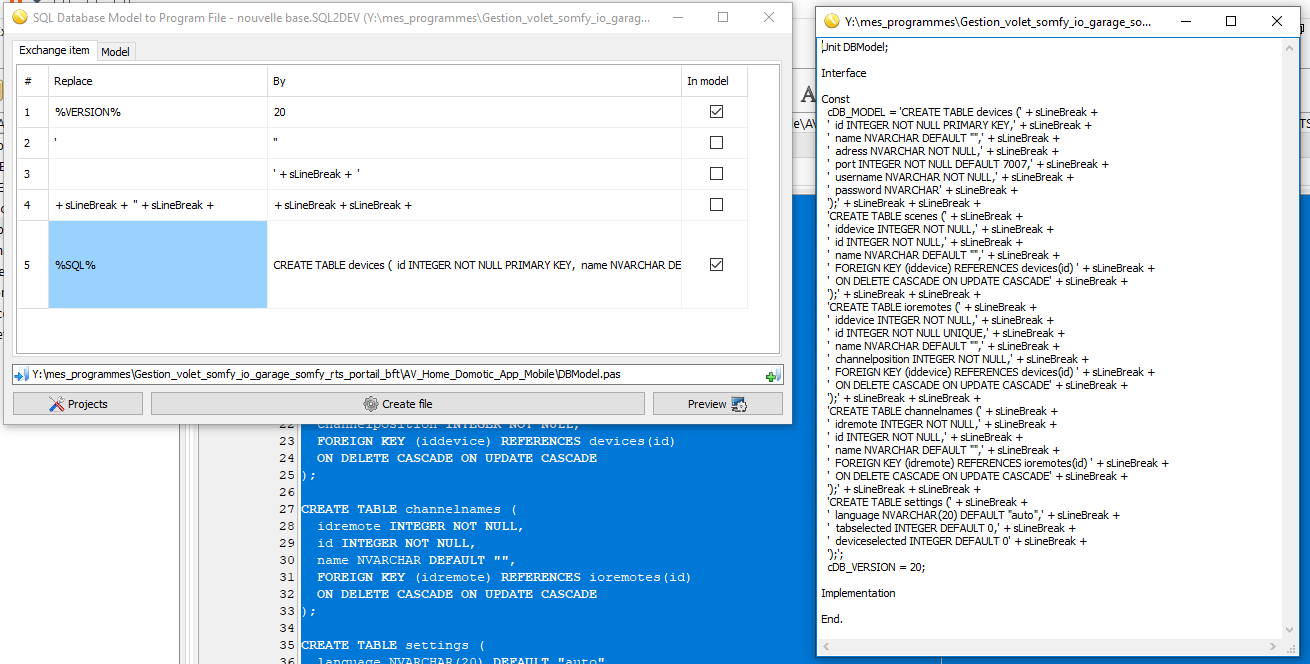 SQL Database Model to Program File - nouvelle base.SQL2DEV (Y:\mes_programmes\Gestion_volet_somfy_io_garag...
Exchange item Model
# Replace By In model
1 %VERSION% 20
2 ' ''
3 ' + sLineBreak + '
4 + sLineBreak + '' + sLineBreak + + sLineBreak + sLineBreak +
5 %SQL% CREATE TABLE devices ( id INTEGER NOT NULL PRIMARY KEY, name NVARCHAR DE
Y:\mes_programmes\Gestion_volet_somfy_io_garage_somfy_rts_portail_bft\AV_Home_Domotic_App_Mobile\DBModel.pas
Projects Create file Preview
22 channelposition INTEGER NOT NULL,
23 FOREIGN KEY (iddevice) REFERENCES devices(id)
24 ON DELETE CASCADE ON UPDATE CASCADE
25 );
26
27 CREATE TABLE channelnames (
28 idremote INTEGER NOT NULL,
29 id INTEGER NOT NULL,
30 name NVARCHAR DEFAULT "",
31 FOREIGN KEY (idremote) REFERENCES ioremotes(id)
32 ON DELETE CASCADE ON UPDATE CASCADE
33 );
34
35 CREATE TABLE settings (
36 language NVARCHAR(20) DEFAULT "auto"
Y:\mes_programmes\Gestion_volet_somfy_io_garage_so...
Unit DBModel;
Interface
Const
cDB_MODEL = 'CREATE TABLE devices (' + sLineBreak +
' id INTEGER NOT NULL PRIMARY KEY,' + sLineBreak +
' name NVARCHAR DEFAULT "",' + sLineBreak +
' adress NVARCHAR NOT NULL,' + sLineBreak +
' port INTEGER NOT NULL DEFAULT 7007,' + sLineBreak +
' username NVARCHAR NOT NULL,' + sLineBreak +
' password NVARCHAR' + sLineBreak +
');' + sLineBreak + sLineBreak +
'CREATE TABLE scenes (' + sLineBreak +
' iddevice INTEGER NOT NULL,' + sLineBreak +
' id INTEGER NOT NULL,' + sLineBreak +
' name NVARCHAR DEFAULT "",' + sLineBreak +
' FOREIGN KEY (iddevice) REFERENCES devices(id) ' + sLineBreak +
' ON DELETE CASCADE ON UPDATE CASCADE' + sLineBreak +
');' + sLineBreak + sLineBreak +
'CREATE TABLE ioremotes (' + sLineBreak +
' iddevice INTEGER NOT NULL,' + sLineBreak +
' id INTEGER NOT NULL UNIQUE,' + sLineBreak +
' name NVARCHAR DEFAULT "",' + sLineBreak +
' channelposition INTEGER NOT NULL,' + sLineBreak +
' FOREIGN KEY (iddevice) REFERENCES devices(id) ' + sLineBreak +
' ON DELETE CASCADE ON UPDATE CASCADE' + sLineBreak +
');' + sLineBreak + sLineBreak +
'CREATE TABLE channelnames (' + sLineBreak +
' idremote INTEGER NOT NULL,' + sLineBreak +
' id INTEGER NOT NULL,' + sLineBreak +
' name NVARCHAR DEFAULT "",' + sLineBreak +
' FOREIGN KEY (idremote) REFERENCES ioremotes(id) ' + sLineBreak +
' ON DELETE CASCADE ON UPDATE CASCADE' + sLineBreak +
');' + sLineBreak + sLineBreak +
'CREATE TABLE settings (' + sLineBreak +
' language NVARCHAR(20) DEFAULT "auto",' + sLineBreak +
' tabselected INTEGER DEFAULT 0,' + sLineBreak +
' deviceselected INTEGER DEFAULT 0' + sLineBreak +
');';
cDB_VERSION = 20;
Implementation
End.